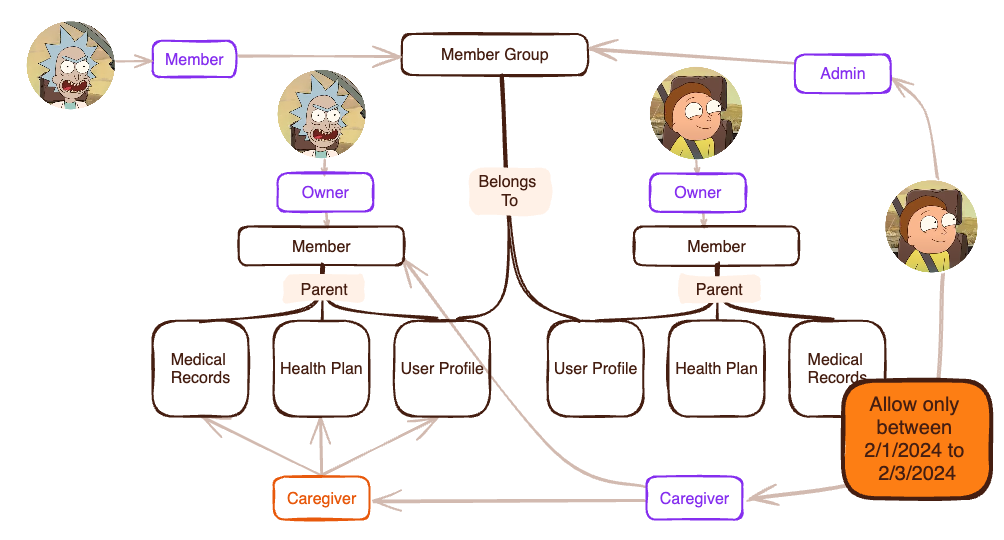 Member
Member Group
Admin
Owner
Belongs
To
Owner
Member
Member
Parent
Parent
Medical
Records
Health Plan
User Profile
User Profile
Health Plan
Medical
Records
Allow only
between
2/1/2024 to
2/3/2024
Caregiver
Caregiver